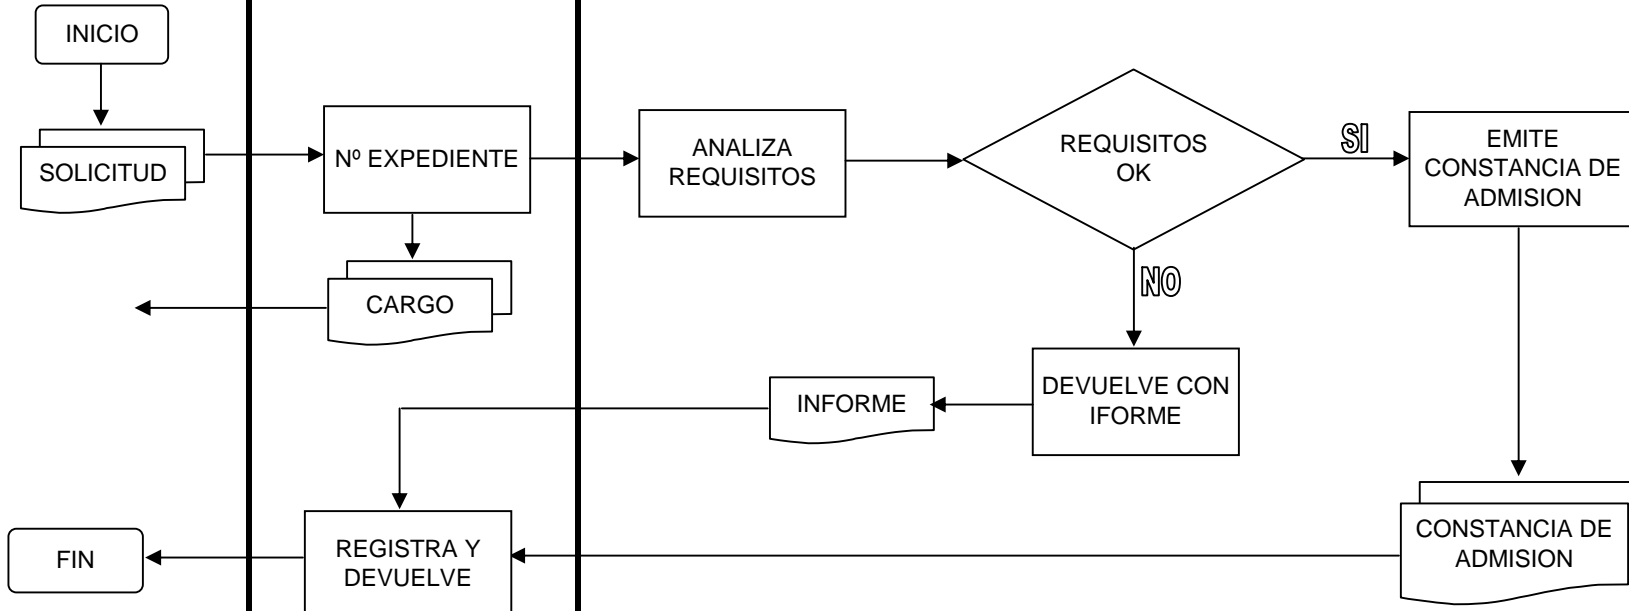 INICIO
SOLICITUD
Nº EXPEDIENTE
CARGO
ANALIZA
REQUISITOS
REQUISITOS
OK
SI
EMITE
CONSTANCIA DE
ADMISION
NO
DEVUELVE CON
IFORME
INFORME
CONSTANCIA DE
ADMISION
REGISTRA Y
DEVUELVE
FIN